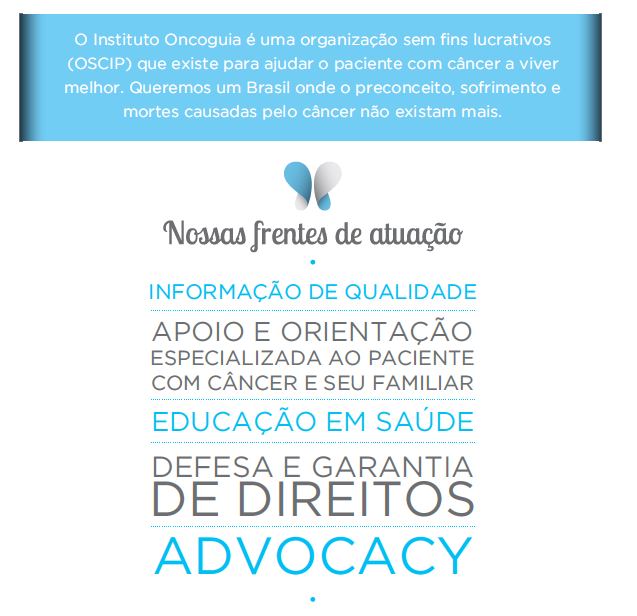 O Instituto Oncoguia é uma organização sem fins lucrativos
(OSCIP) que existe para ajudar o paciente com câncer a viver
melhor. Queremos um Brasil onde o preconceito, sofrimento e
mortes causadas pelo câncer não existam mais.
Nossas frentes de atuação
INFORMAÇÃO DE QUALIDADE
APOIO E ORIENTAÇÃO
ESPECIALIZADA AO PACIENTE
COM CÂNCER E SEU FAMILIAR
EDUCAÇÃO EM SAÚDE
DEFESA E GARANTIA
DE DIREITOS
ADVOCACY